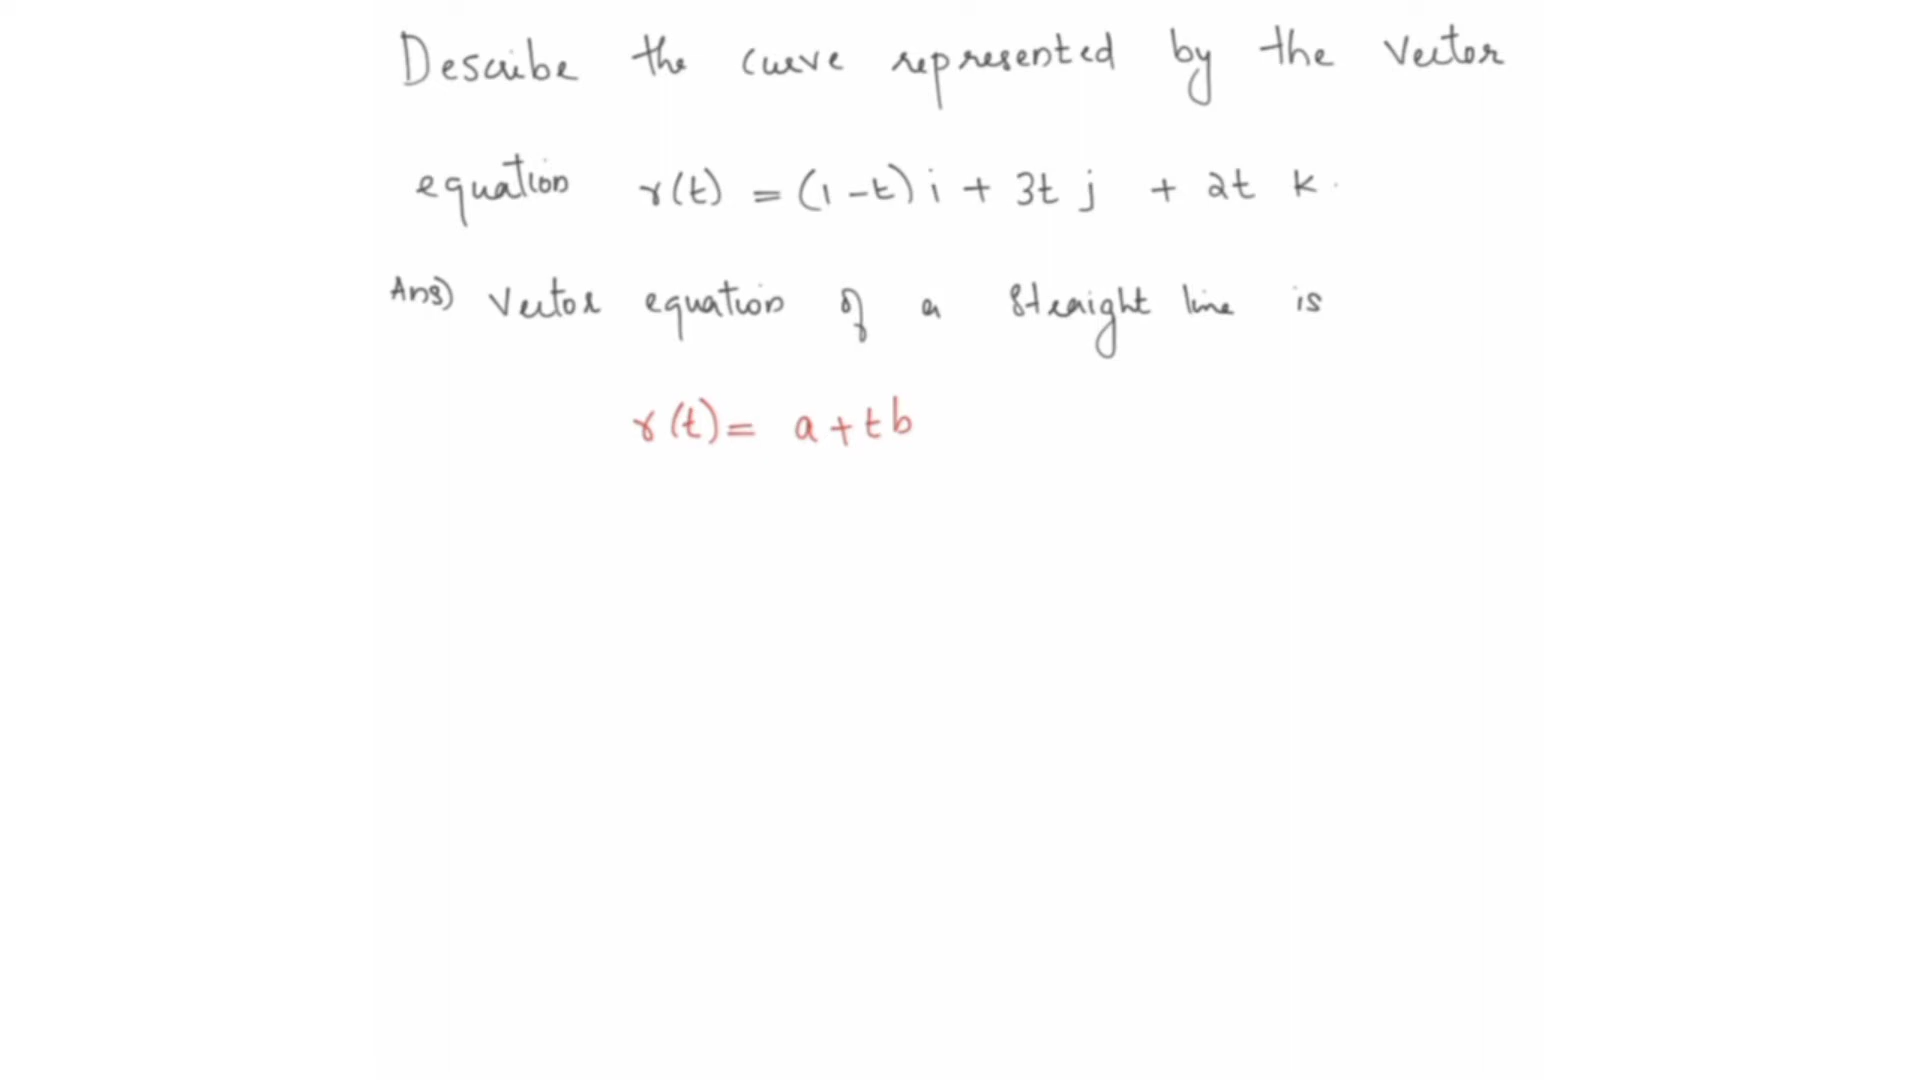 Describe the curve represented by the vector
equation r(t) = (1-t) i + 3t j + 2t k.
Ans) Vector equation of a straight line is
r(t) = a + t b